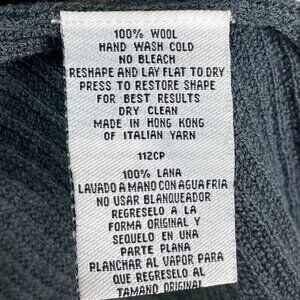 100% WOOL
HAND WASH COLD
NO BLEACH
RESHAPE AND LAY FLAT TO DRY
PRESS TO RESTORE SHAPE
FOR BEST RESULTS
DRY CLEAN
MADE IN HONG KONG
OF ITALIAN YARN
112CP
100% LANA
LAVADO A MANO CON AGUA FRIA
NO USAR BLANQUEADOR
REGRESELO A LA
FORMA ORIGINAL Y
SEQUELO EN UNA
PARTE PLANA
PLANCHAR AL VAPOR PARA
QUE REGRESELO AL
TAMANO ORIGINAL